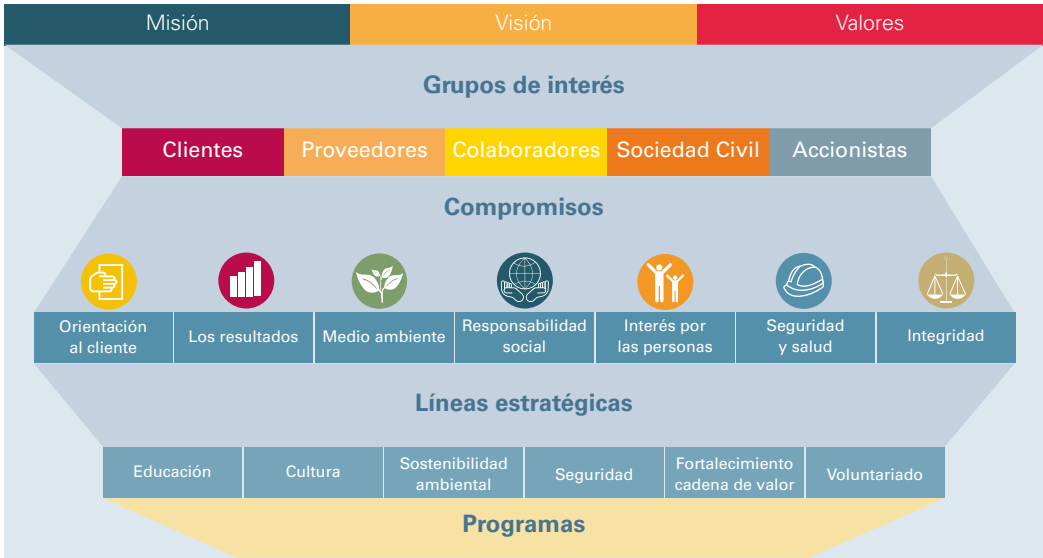 Misión
Visión
Valores
Grupos de interés
Clientes
Proveedores
Colaboradores
Sociedad Civil
Accionistas
Compromisos
Orientación
al cliente
Los resultados
Medio ambiente
Responsabilidad
social
Interés por
las personas
Seguridad
y salud
Integridad
Líneas estratégicas
Educación
Cultura
Sostenibilidad
ambiental
Seguridad
Fortalecimiento
cadena de valor
Voluntariado
Programas